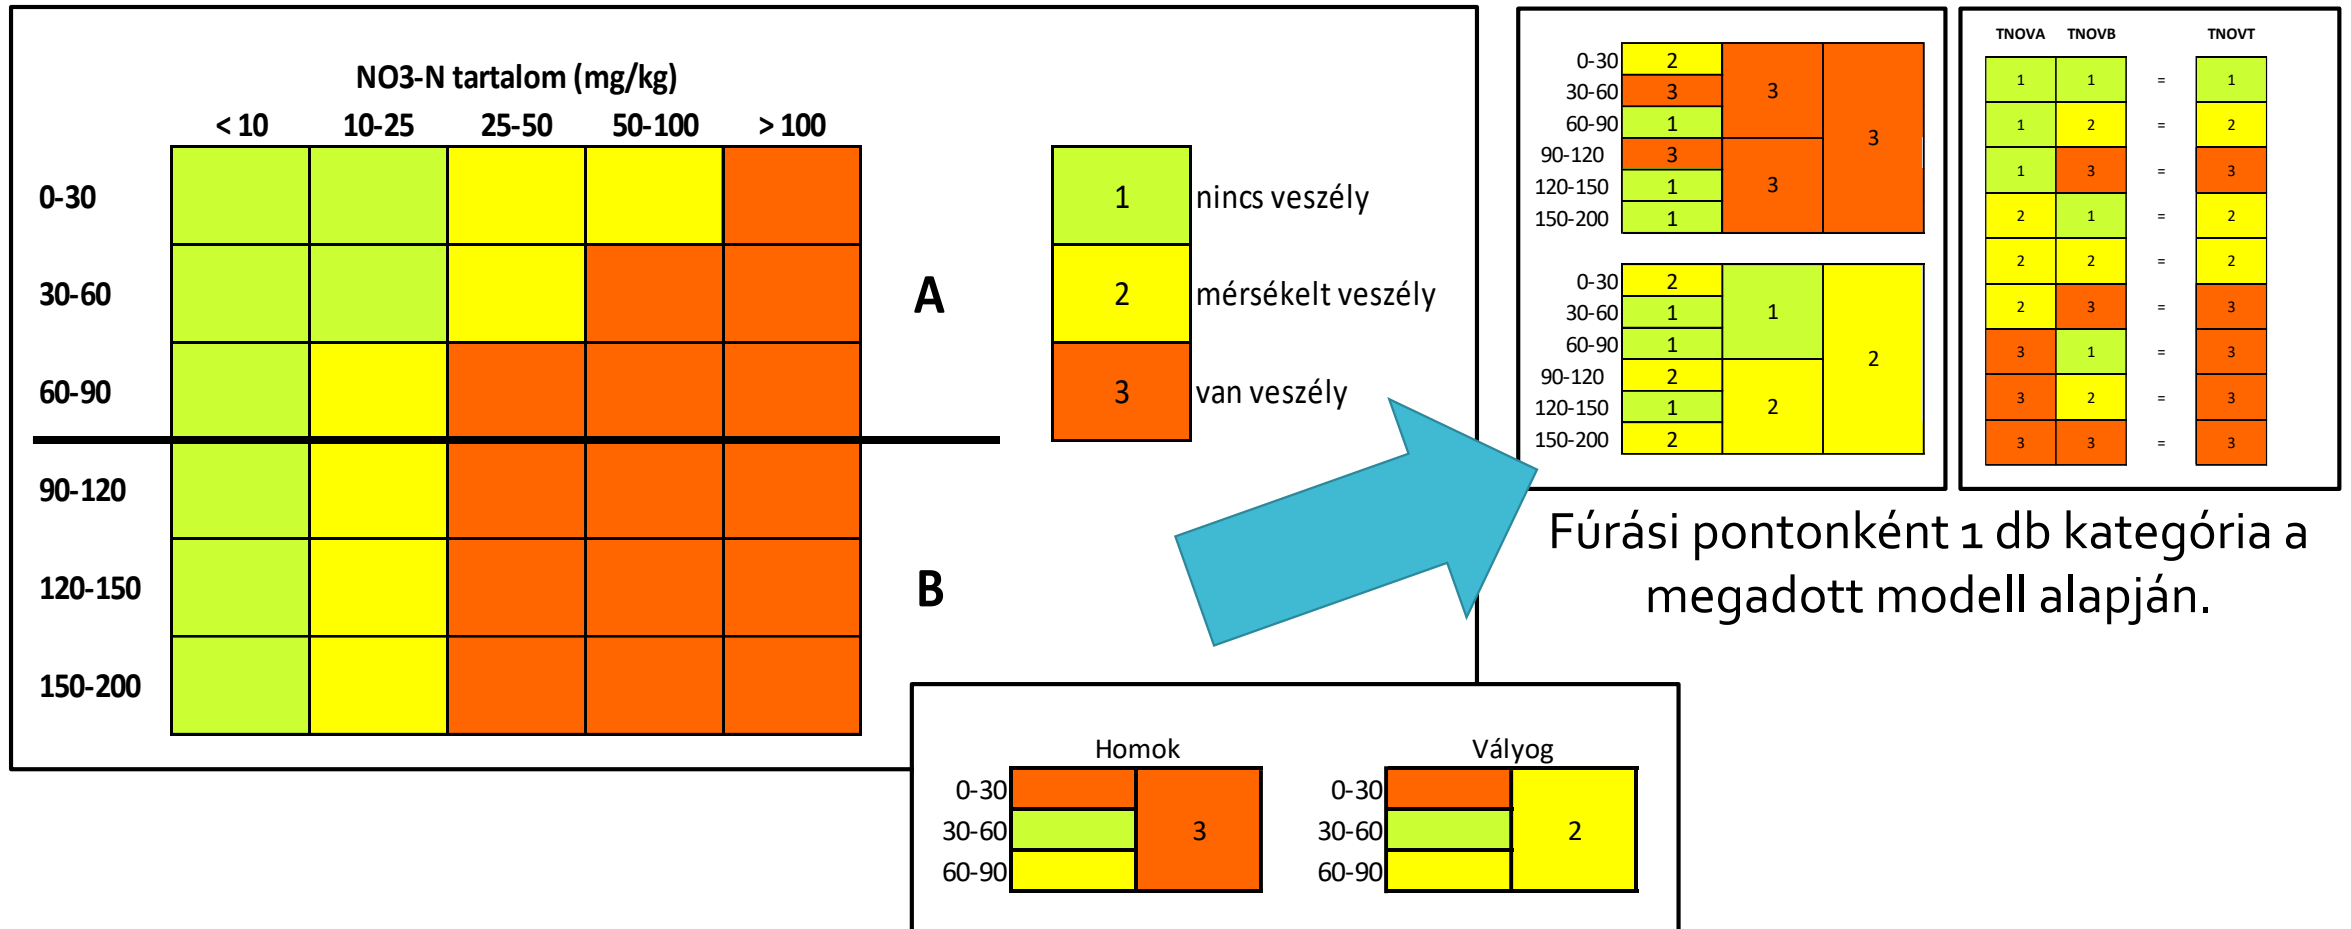 NO3-N tartalom (mg/kg)
< 10 10-25 25-50 50-100 > 100
0-30
30-60
60-90
90-120
120-150
150-200
A
B
1 nincs veszély
2 mérsékelt veszély
3 van veszély
0-30 2
30-60 3
60-90 1
90-120 3
120-150 1
150-200 1
3
3
3
0-30 2
30-60 1
60-90 1
90-120 2
120-150 1
150-200 2
1
2
2
TNOVA TNOVB TNOVT
1 1 = 1
1 2 = 2
1 3 = 3
2 1 = 2
2 2 = 2
2 3 = 3
3 1 = 3
3 2 = 3
3 3 = 3
Fúrási pontonként 1 db kategória a
megadott modell alapján.
Homok
0-30
30-60 3
60-90
Vályog
0-30
30-60 2
60-90